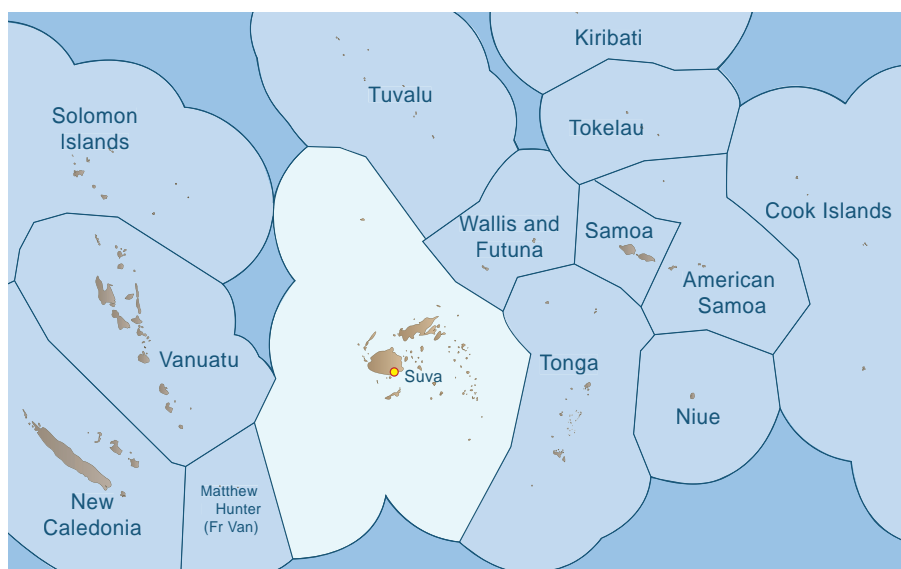 Kiribati
Tuvalu
Solomon
Islands
Tokelau
Wallis and
Futuna
Samoa
Cook Islands
American
Samoa
Vanuatu
Suva
Tonga
Niue
New
Caledonia
Matthew
Hunter
(Fr Van)